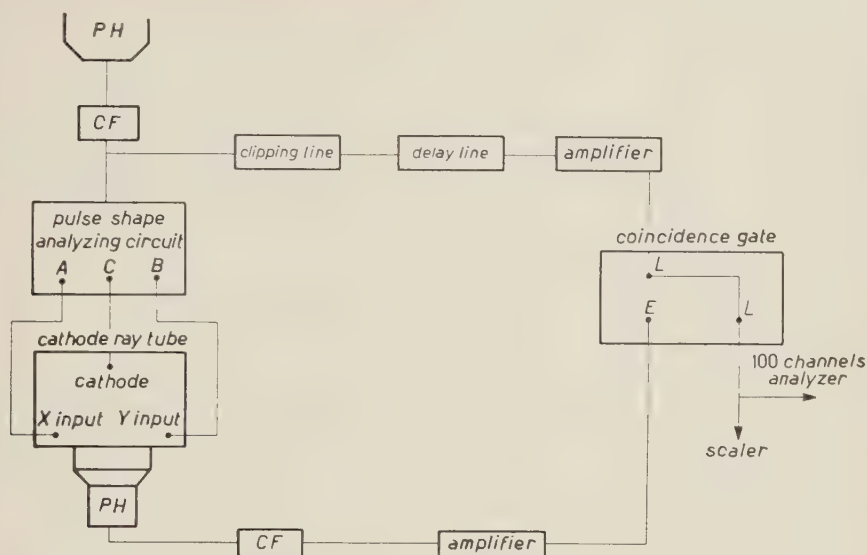 PH
CF
clipping line
delay line
amplifier
pulse shape
analyzing circuit
A C B
coincidence gate
L
E L
cathode ray tube
cathode
X input Y input
100 channels
analyzer
scaler
PH
CF
amplifier